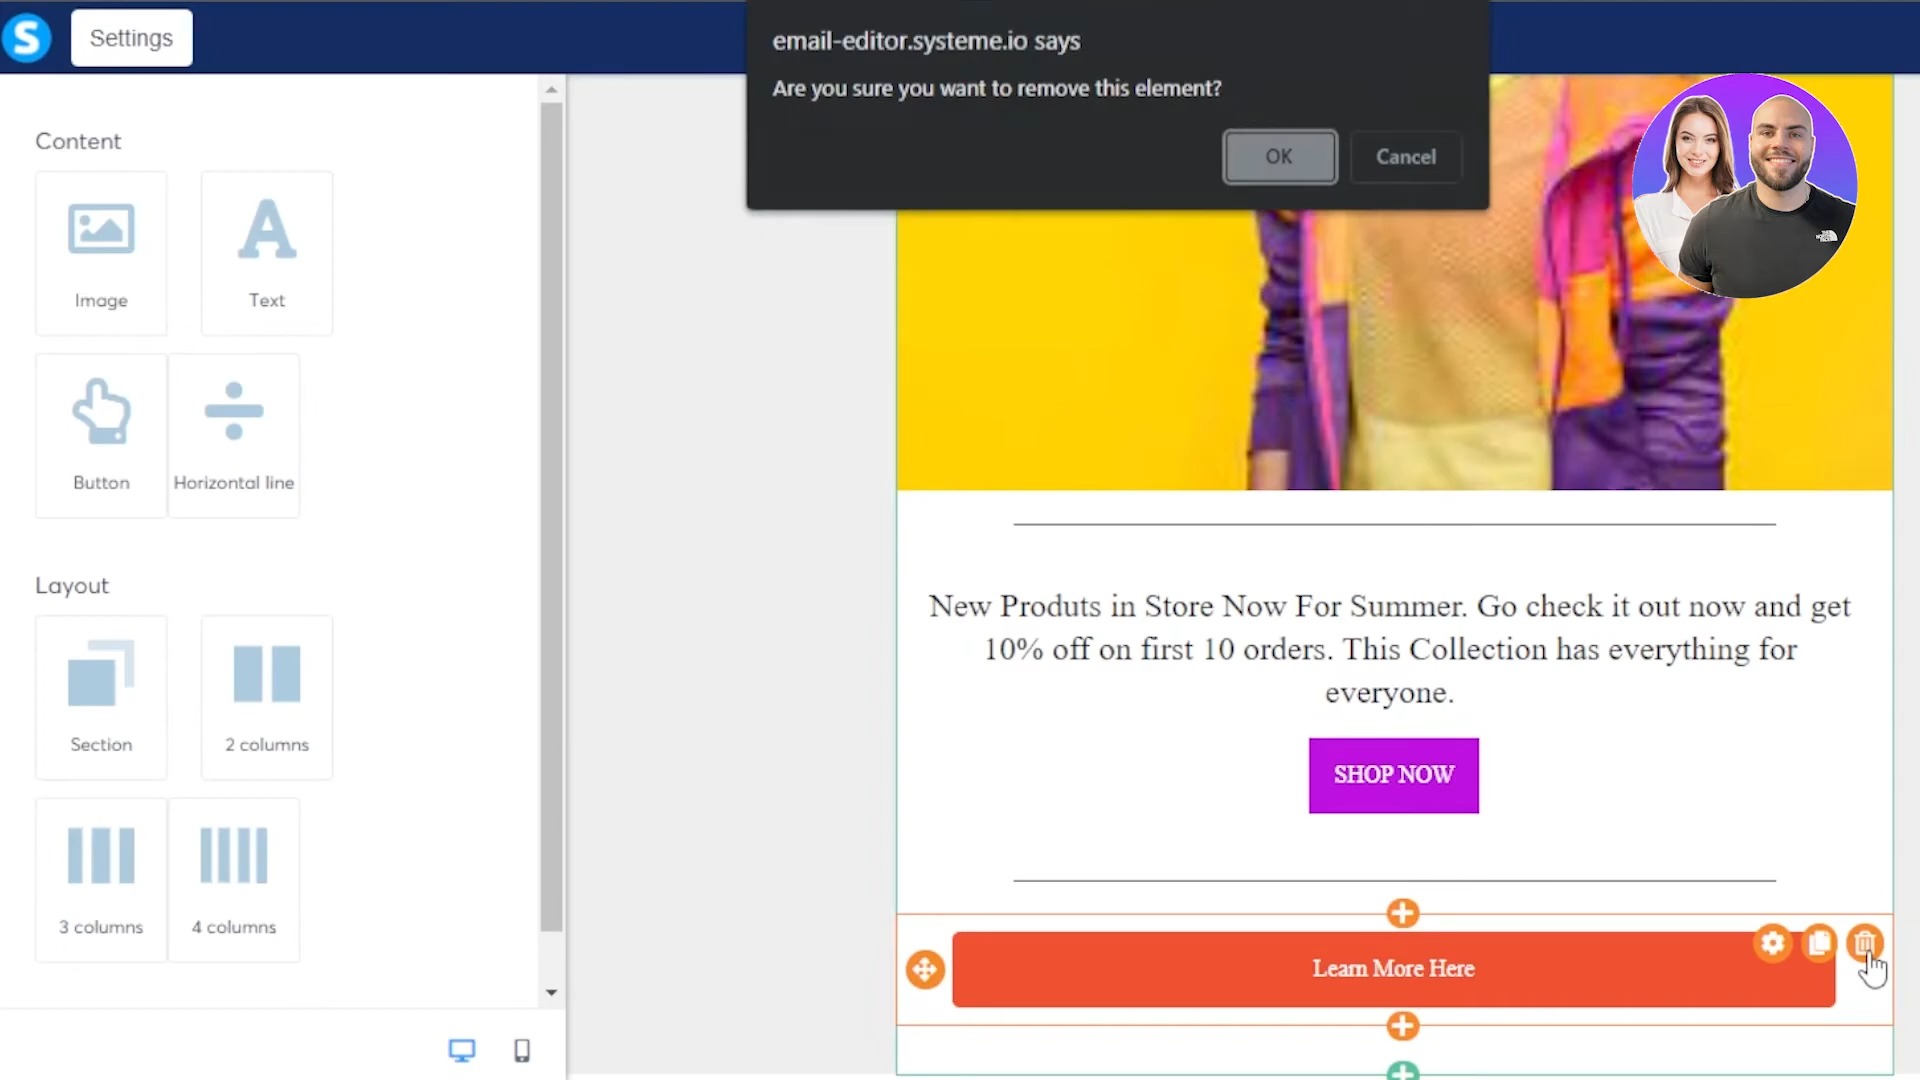 S
Settings
email-editor.systeme.io says
Are you sure you want to remove this element?
OK
Cancel
Content
Image
Text
Button
Horizontal line
Layout
Section
2 columns
3 columns
4 columns
New Produts in Store Now For Summer. Go check it out now and get
10% off on first 10 orders. This Collection has everything for
everyone.
SHOP NOW
Learn More Here